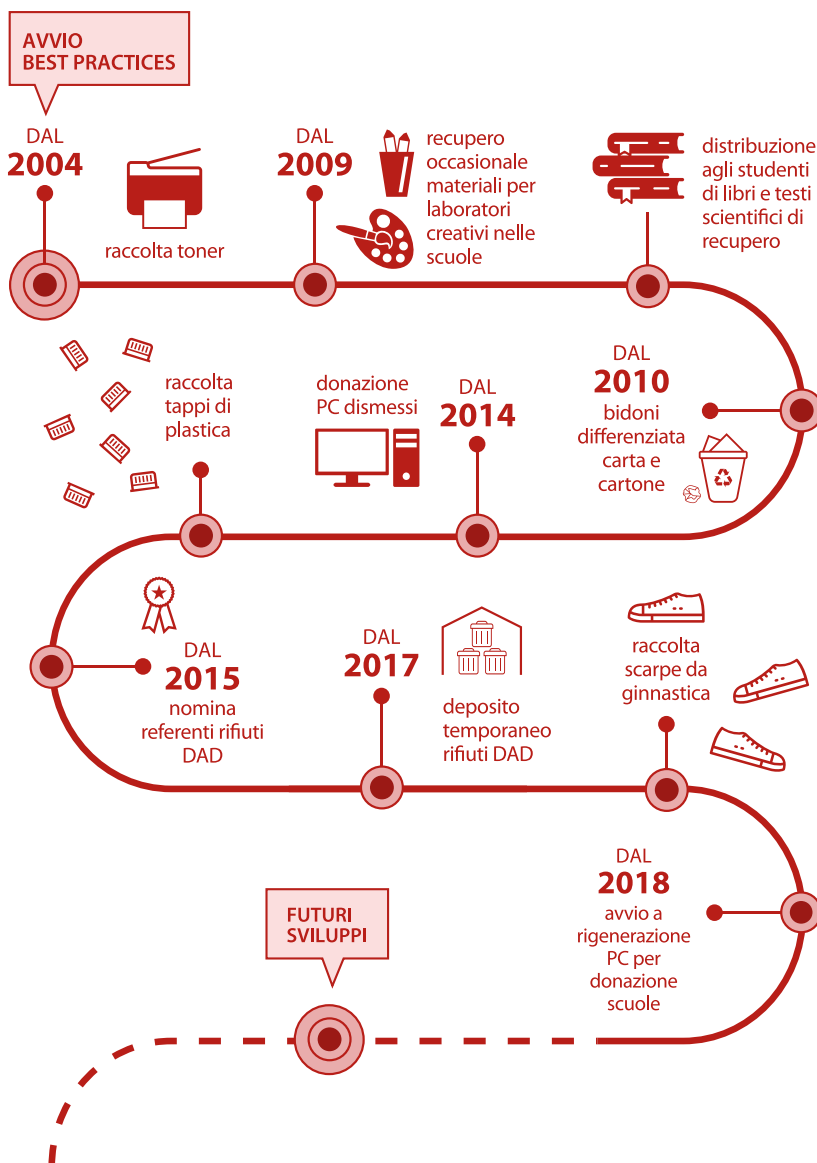 AVVIO
BEST PRACTICES
DAL
2004
raccolta toner
DAL
2009
recupero
occasionale
materiali per
laboratori
creativi nelle
scuole
distribuzione
agli studenti
di libri e testi
scientifici di
recupero
DAL
2010
bidoni
differenziata
carta e
cartone
DAL
2014
donazione
PC dismessi
raccolta
tappi di
plastica
DAL
2015
nomina
referenti rifiuti
DAD
DAL
2017
deposito
temporaneo
rifiuti DAD
raccolta
scarpe da
ginnastica
DAL
2018
avvio a
rigenerazione
PC per
donazione
scuole
FUTURI
SVILUPPI